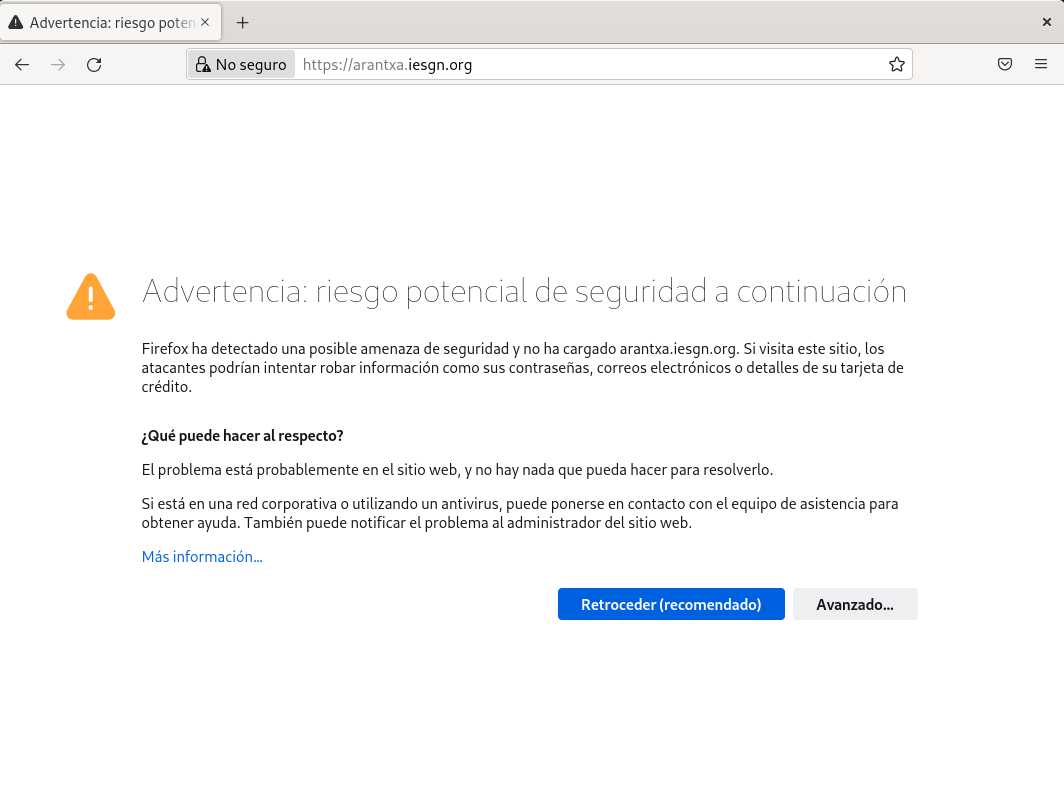 Advertencia: riesgo poten
No seguro
https://arantxa.iesgn.org
Advertencia: riesgo potencial de seguridad a continuación
Firefox ha detectado una posible amenaza de seguridad y no ha cargado arantxa.iesgn.org. Si visita este sitio, los
atacantes podrían intentar robar información como sus contraseñas, correos electrónicos o detalles de su tarjeta de
crédito.
¿Qué puede hacer al respecto?
El problema está probablemente en el sitio web, y no hay nada que pueda hacer para resolverlo.
Si está en una red corporativa o utilizando un antivirus, puede ponerse en contacto con el equipo de asistencia para
obtener ayuda. También puede notificar el problema al administrador del sitio web.
Más información...
Retroceder (recomendado)
Avanzado...